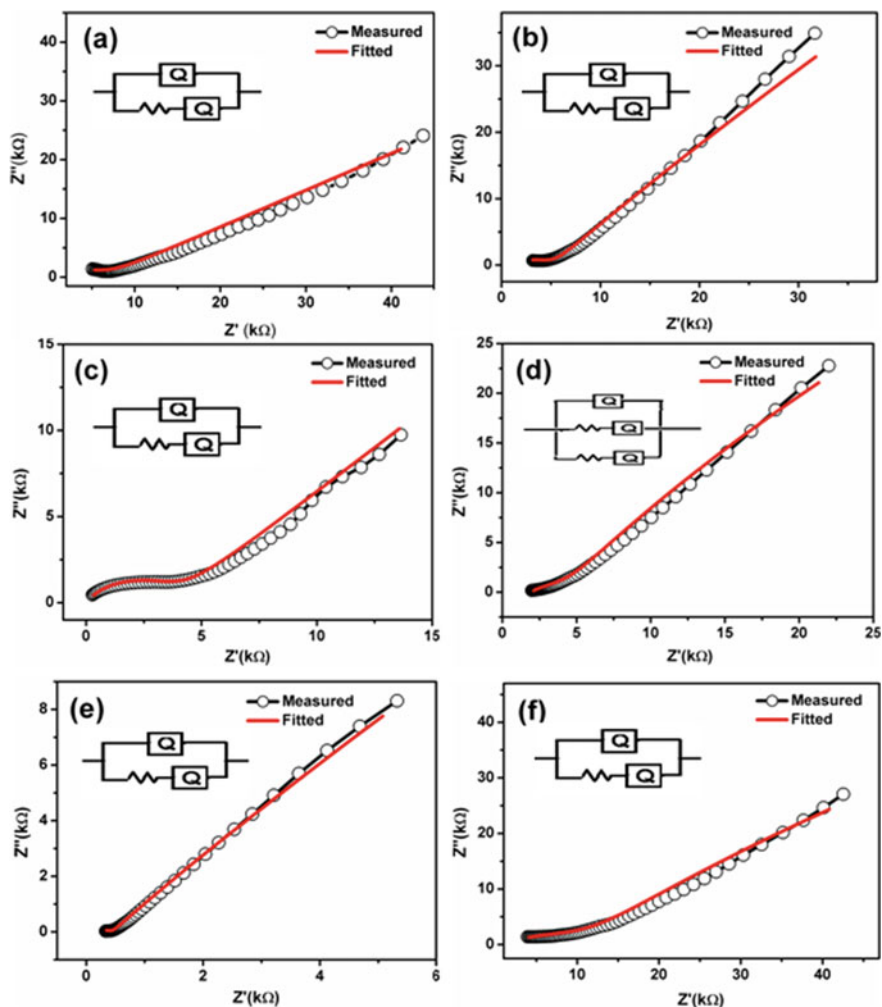 (a)
Measured
Fitted
Q
Q
Z''(kΩ)
40
30
20
10
0
10
20
30
40
Z' (kΩ)
(b)
Measured
Fitted
Q
Q
Z''(kΩ)
30
20
10
0
0
10
20
30
Z'(kΩ)
(c)
Measured
Fitted
Q
Q
Z''(kΩ)
15
10
5
0
0
5
10
15
Z'(kΩ)
(d)
Measured
Fitted
Q
Q
Q
Z''(kΩ)
25
20
15
10
5
0
0
5
10
15
20
25
Z'(kΩ)
(e)
Measured
Fitted
Q
Q
Z''(kΩ)
8
6
4
2
0
0
2
4
6
Z'(kΩ)
(f)
Measured
Fitted
Q
Q
Z''(kΩ)
40
30
20
10
0
0
10
20
30
40
Z'(kΩ)